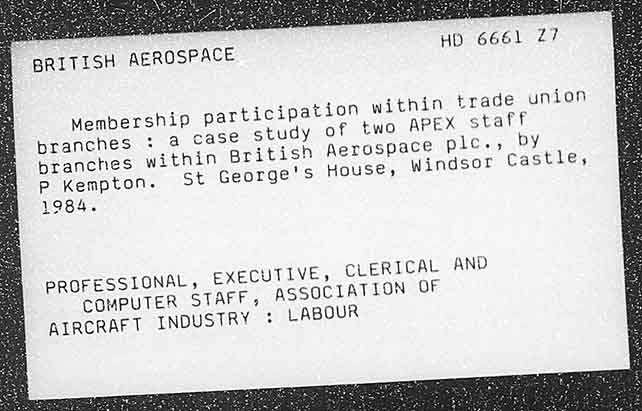 BRITISH AEROSPACE HD 6661 Z7
Membership participation within trade union
branches : a case study of two APEX staff
branches within British Aerospace plc., by
P Kempton. St George's House, Windsor Castle,
1984.
PROFESSIONAL, EXECUTIVE, CLERICAL AND
COMPUTER STAFF, ASSOCIATION OF
AIRCRAFT INDUSTRY : LABOUR